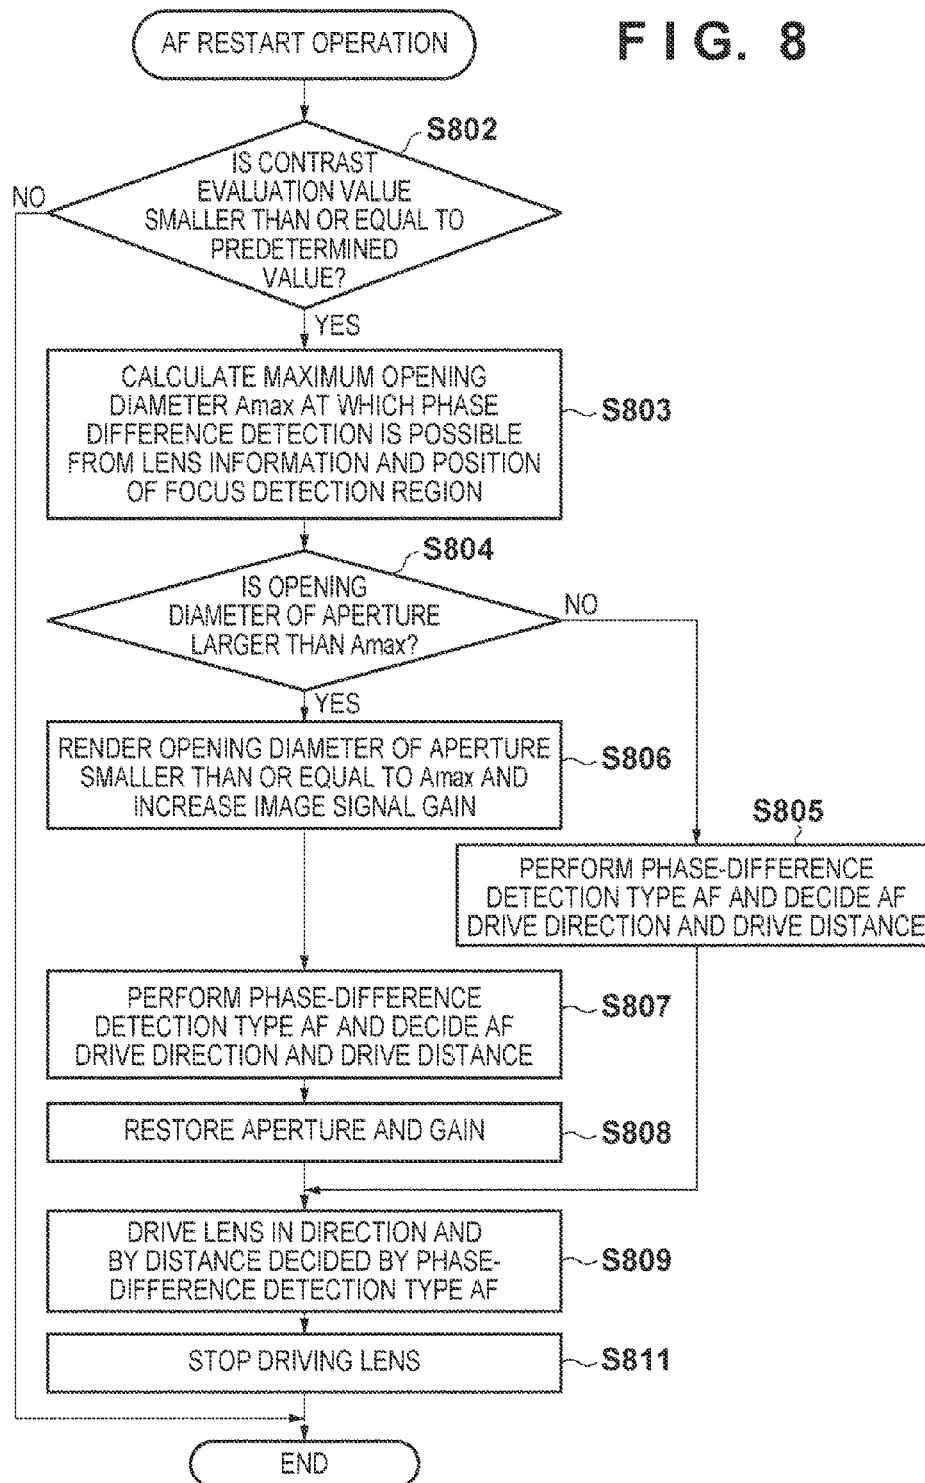 FIG. 8
AF RESTART OPERATION
S802
IS CONTRAST
EVALUATION VALUE
SMALLER THAN OR EQUAL TO
PREDETERMINED
VALUE?
NO
YES
CALCULATE MAXIMUM OPENING
DIAMETER Amax AT WHICH PHASE
DIFFERENCE DETECTION IS POSSIBLE
FROM LENS INFORMATION AND POSITION
OF FOCUS DETECTION REGION
S803
S804
IS OPENING
DIAMETER OF APERTURE
LARGER THAN Amax?
NO
YES
RENDER OPENING DIAMETER OF APERTURE
SMALLER THAN OR EQUAL TO Amax AND
INCREASE IMAGE SIGNAL GAIN
S806
S805
PERFORM PHASE-DIFFERENCE
DETECTION TYPE AF AND DECIDE AF
DRIVE DIRECTION AND DRIVE DISTANCE
PERFORM PHASE-DIFFERENCE
DETECTION TYPE AF AND DECIDE AF
DRIVE DIRECTION AND DRIVE DISTANCE
S807
RESTORE APERTURE AND GAIN
S808
DRIVE LENS IN DIRECTION AND
BY DISTANCE DECIDED BY PHASE-
DIFFERENCE DETECTION TYPE AF
S809
STOP DRIVING LENS
S811
END